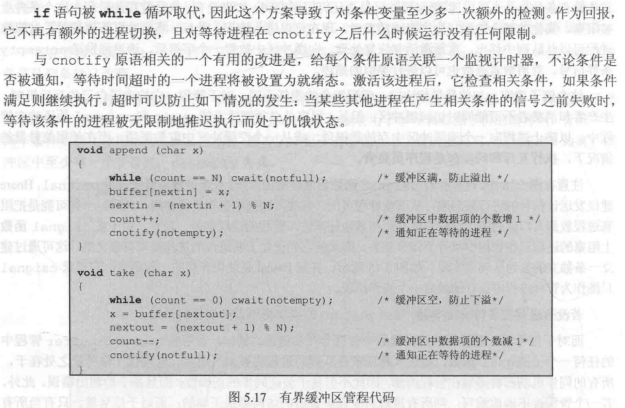 if 语句被 while 循环取代，因此这个方案导致了对条件变量至少多一次额外的检测。作为回报，
它不再有额外的进程切换，且对等待进程在 cnotify 之后什么时候运行没有任何限制。
与 cnotify 原语相关的一个有用的改进是，给每个条件原语关联一个监视计时器，不论条件是
否被通知，等待时间超时的一个进程将被设置为就绪态。激活该进程后，它检查相关条件，如果条件
满足则继续执行。超时可以防止如下情况的发生：当某些其他进程在产生相关条件的信号之前失败时，
等待该条件的进程被无限制地推迟执行而处于饥饿状态。
void append (char x)
{
while (count == N) cwait(notfull); /* 缓冲区满，防止溢出 */
buffer[nextin] = x;
nextin = (nextin + 1) % N;
count++; /* 缓冲区中数据项的个数增 1 */
cnotify(notempty); /* 通知正在等待的进程 */
}
void take (char x)
{
while (count == 0) cwait(notempty); /* 缓冲区空，防止下溢*/
x = buffer[nextout];
nextout = (nextout + 1) % N);
count--; /* 缓冲区中数据项的个数减 1*/
cnotify(notfull); /* 通知正在等待的进程*/
}
图 5.17 有界缓冲区管程代码